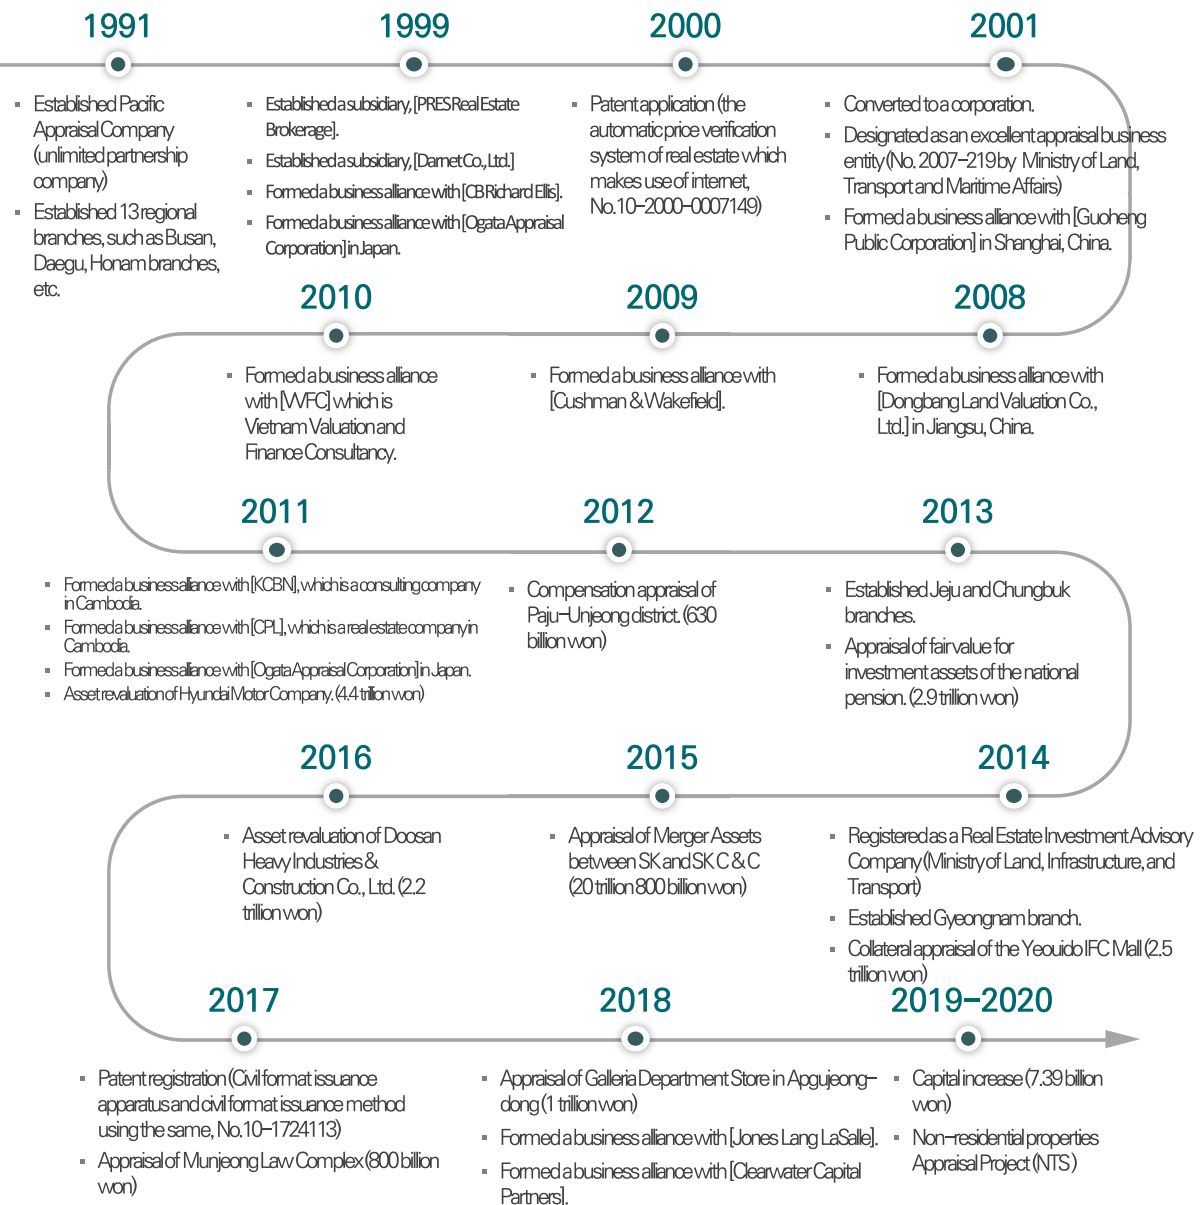 1991
Established Pacific
Appraisal Company
(unlimited partnership
company)
Established 13 regional
branches, such as Busan,
Daegu, Honam branches,
etc.
1999
Established a subsidiary, [PRES Real Estate
Brokerage].
Established a subsidiary, [Darnet Co., Ltd.]
Formed a business alliance with [CB Richard Ellis].
Formed a business alliance with [Ogata Appraisal
Corporation] in Japan.
2000
Patent application (the
automatic price verification
system of real estate which
makes use of internet,
No.10-2000-0007149)
2001
Converted to a corporation.
Designated as an excellent appraisal business
entity (No. 2007-219 by Ministry of Land,
Transport and Maritime Affairs)
Formed a business alliance with [Guoheng
Public Corporation] in Shanghai, China.
2010
Formed a business alliance
with [VVFC] which is
Vietnam Valuation and
Finance Consultancy.
2009
Formed a business alliance with
[Cushman & Wakefield].
2008
Formed a business alliance with
[Dongbang Land Valuation Co.,
Ltd.] in Jiangsu, China.
2011
Formed a business alliance with [KCBN], which is a consulting company
in Cambodia.
Formed a business alliance with [CPL], which is a real estate company in
Cambodia.
Formed a business alliance with [Ogata Appraisal Corporation] in Japan.
Asset revaluation of Hyundai Motor Company. (4.4 trillion won)
2012
Compensation appraisal of
Paju-Unjeong district. (630
billion won)
2013
Established Jeju and Chungbuk
branches.
Appraisal of fair value for
investment assets of the national
pension. (2.9 trillion won)
2016
Asset revaluation of Doosan
Heavy Industries &
Construction Co., Ltd. (2.2
trillion won)
2015
Appraisal of Merger Assets
between SK and SK C & C
(20 trillion 800 billion won)
2014
Registered as a Real Estate Investment Advisory
Company (Ministry of Land, Infrastructure, and
Transport)
Established Gyeongnam branch.
Collateral appraisal of the Yeouido IFC Mall (2.5
trillion won)
2017
Patent registration (Civil format issuance
apparatus and civil format issuance method
using the same, No.10-1724113)
Appraisal of Munjeong Law Complex (800 billion
won)
2018
Appraisal of Galleria Department Store in Apgujeong-
dong (1 trillion won)
Formed a business alliance with [Jones Lang LaSalle].
Formed a business alliance with [Clearwater Capital
Partners].
2019-2020
Capital increase (7.39 billion
won)
Non-residential properties
Appraisal Project (NTS )